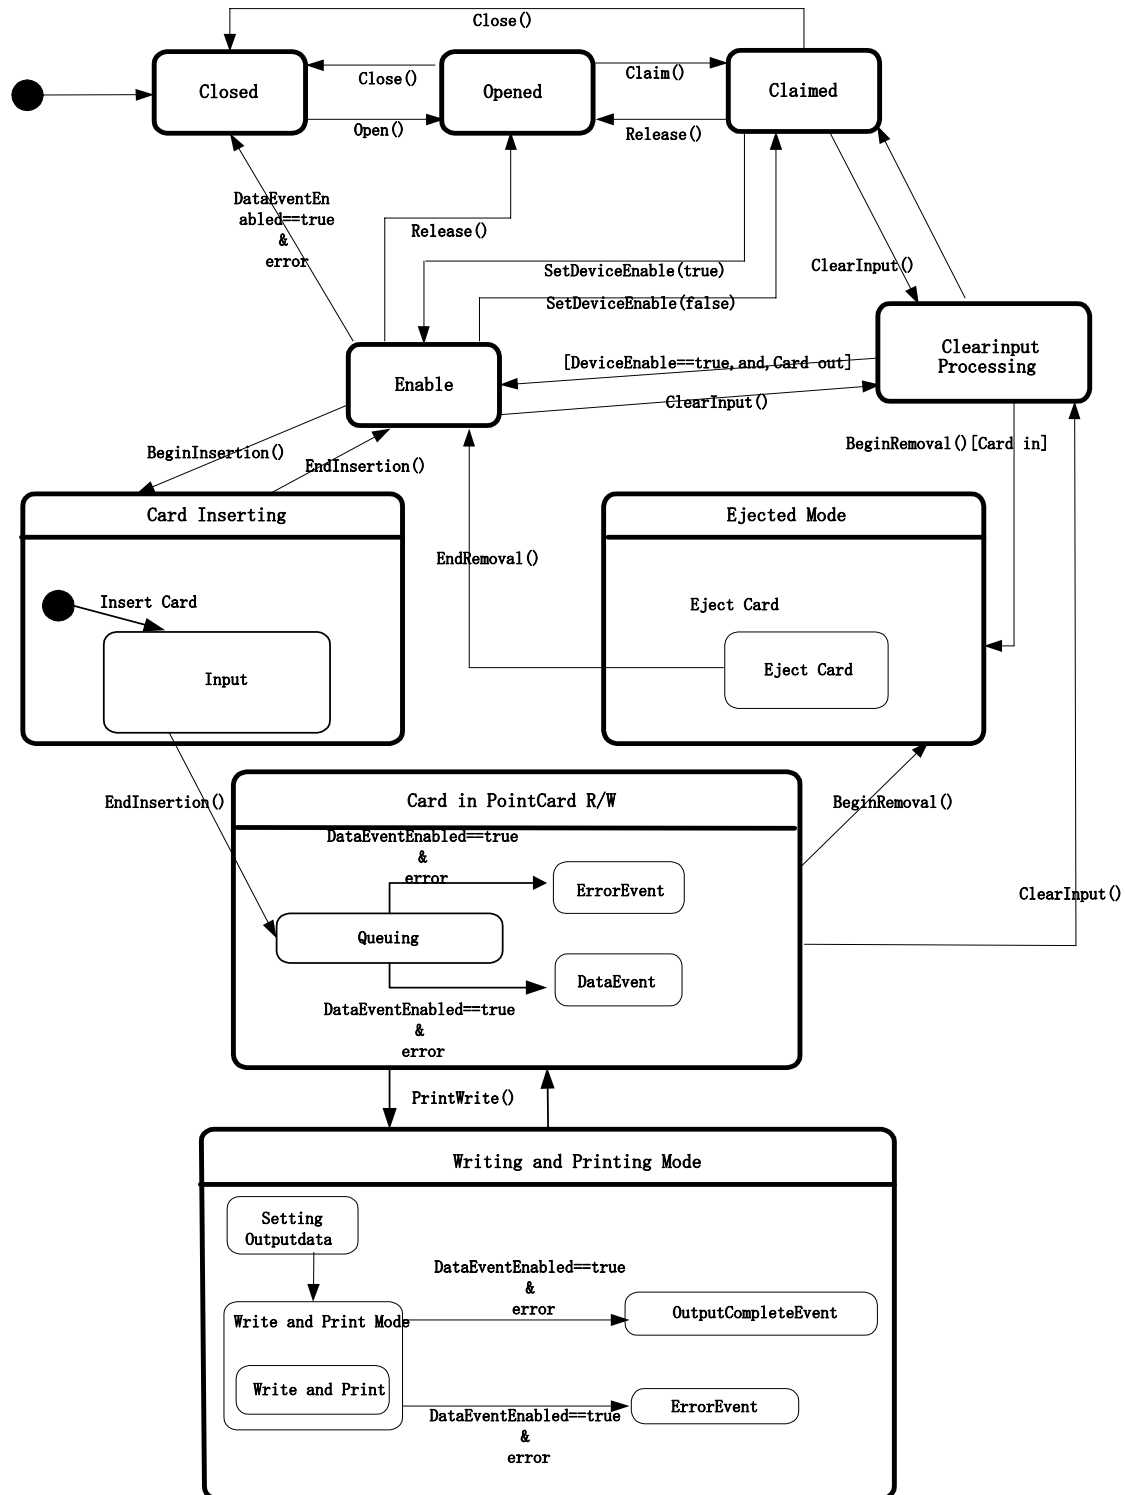 Close()
Closed
Close()
Open()
Opened
Claim()
Release()
Claimed
DataEventEn
abled==true
&
error
Release()
SetDeviceEnable(true)
SetDeviceEnable(false)
ClearInput()
Clearinput
Processing
Enable
[DeviceEnable==true,and,Card out]
ClearInput()
BeginInsertion()
EndInsertion()
BeginRemoval()[Card in]
Card Inserting
Insert Card
Input
EndRemoval()
Ejected Mode
Eject Card
Eject Card
EndInsertion()
Card in PointCard R/W
DataEventEnabled==true
&
error
ErrorEvent
Queuing
DataEvent
DataEventEnabled==true
&
error
BeginRemoval()
ClearInput()
PrintWrite()
Writing and Printing Mode
Setting
Outputdata
DataEventEnabled==true
&
error
Write and Print Mode
OutputCompleteEvent
Write and Print
ErrorEvent
DataEventEnabled==true
&
error